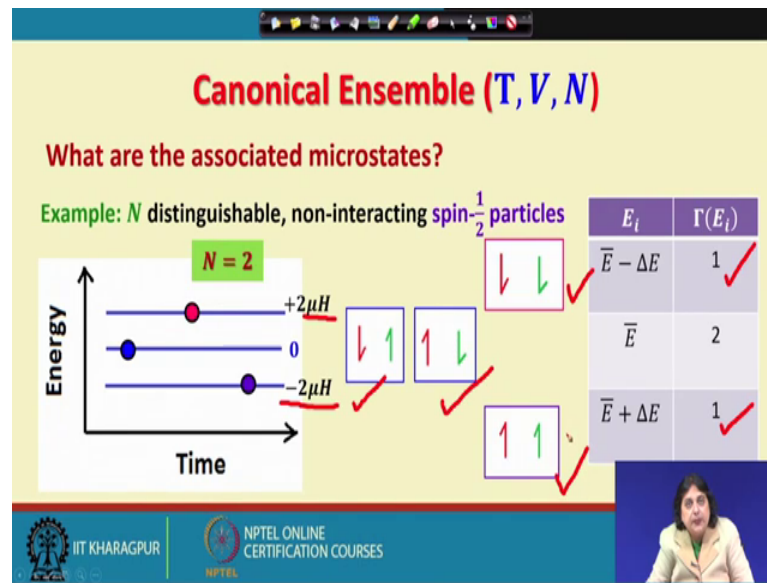 Canonical Ensemble (T, V, N)
What are the associated microstates?
Example: N distinguishable, non-interacting spin-1/2 particles
N = 2
Energy
+2μH
0
−2μH
Time
E_i Γ(E_i)
E̅ − ΔE 1
E̅ 2
E̅ + ΔE 1
IIT KHARAGPUR
NPTEL
NPTEL ONLINE
CERTIFICATION COURSES